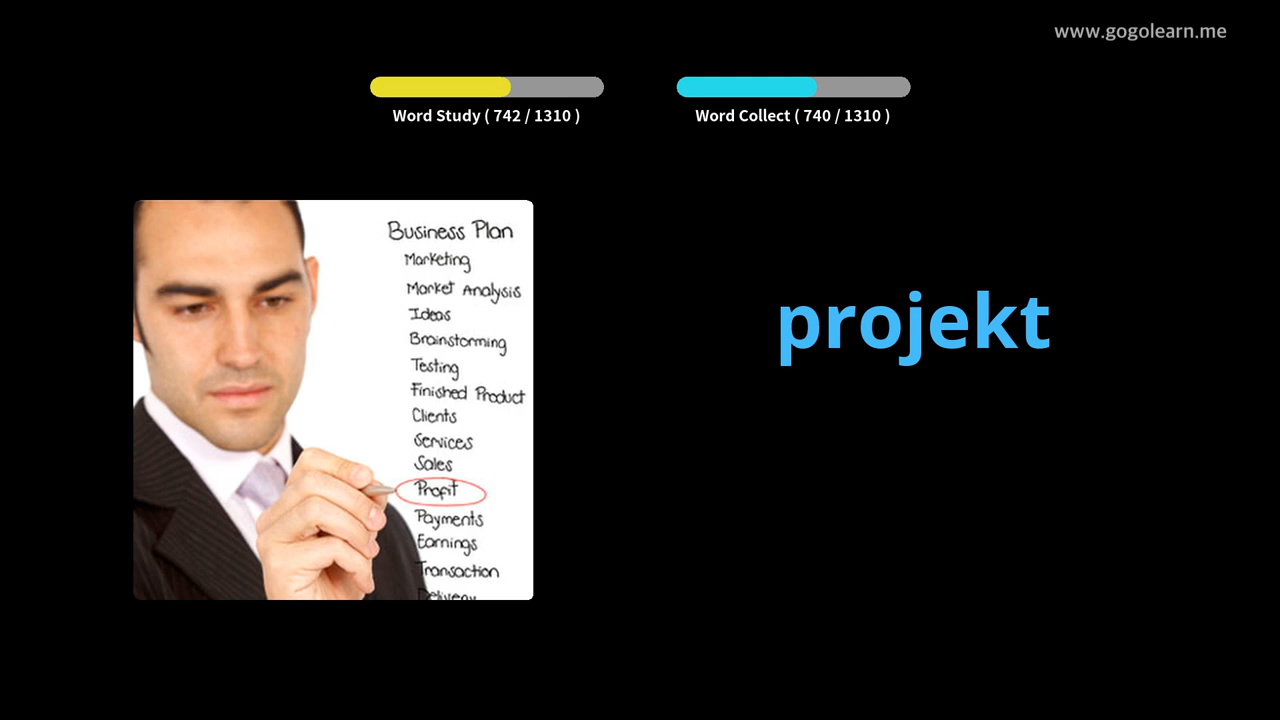 www.gogolearn.me
Word Study ( 742 / 1310 )
Word Collect ( 740 / 1310 )
Business Plan
Marketing
Market Analysis
Ideas
Brainstorming
Testing
Finished Product
Clients
Services
Sales
Profit
Payments
Earnings
Transaction
Delivery
projekt